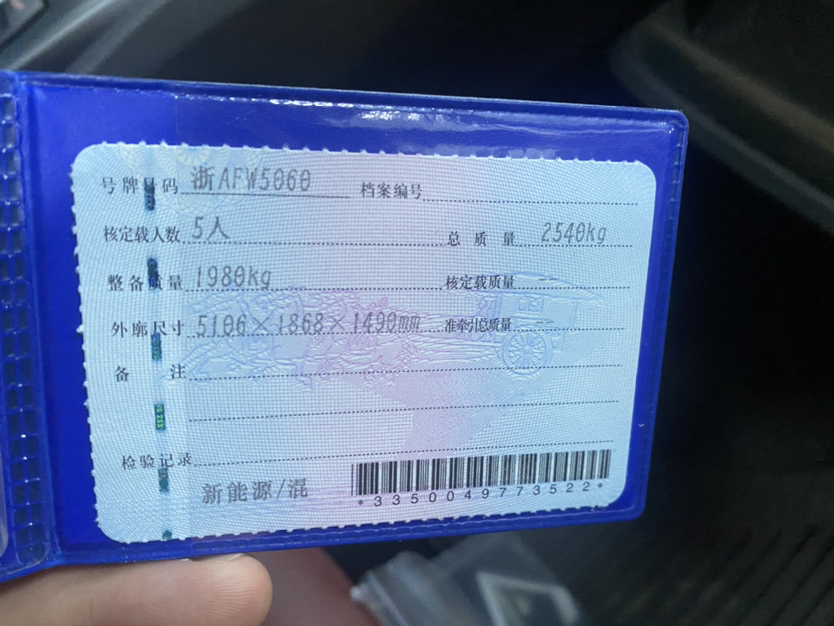 号牌号码 浙AFW5060 档案编号
核定载人数 5人 总质量 2540kg
整备质量 1980kg 核定载质量 --
外廓尺寸 5106×1868×1490mm 准牵引总质量 --
备注
检验记录
新能源/混
*3350049773522*